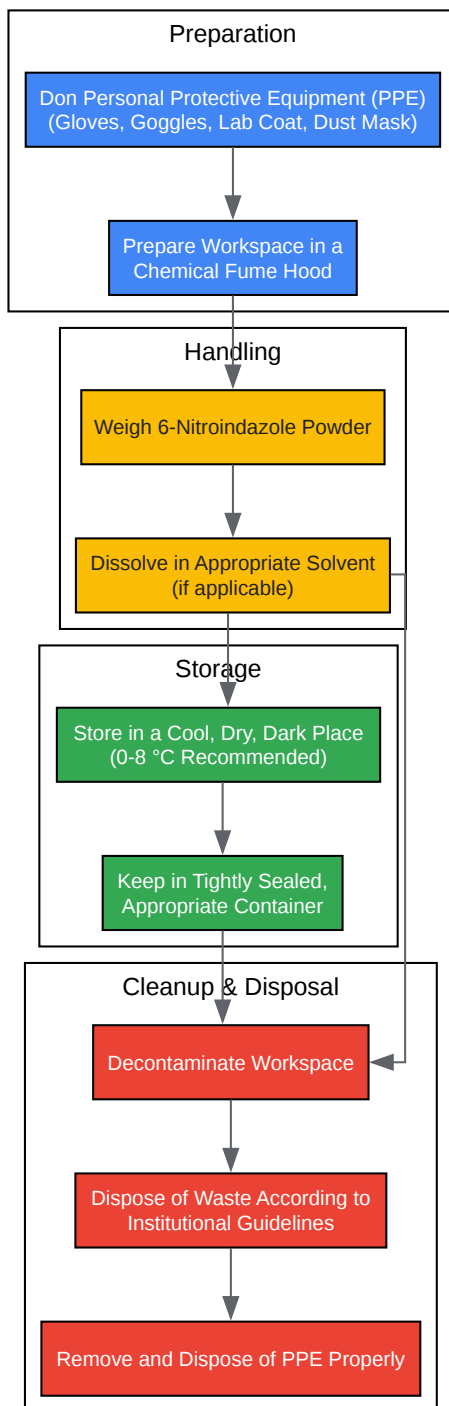 Preparation
Don Personal Protective Equipment (PPE)
(Gloves, Goggles, Lab Coat, Dust Mask)
Prepare Workspace in a
Chemical Fume Hood
Handling
Weigh 6-Nitroindazole Powder
Dissolve in Appropriate Solvent
(if applicable)
Storage
Store in a Cool, Dry, Dark Place
(0-8 °C Recommended)
Keep in Tightly Sealed,
Appropriate Container
Cleanup & Disposal
Decontaminate Workspace
Dispose of Waste According to
Institutional Guidelines
Remove and Dispose of PPE Properly